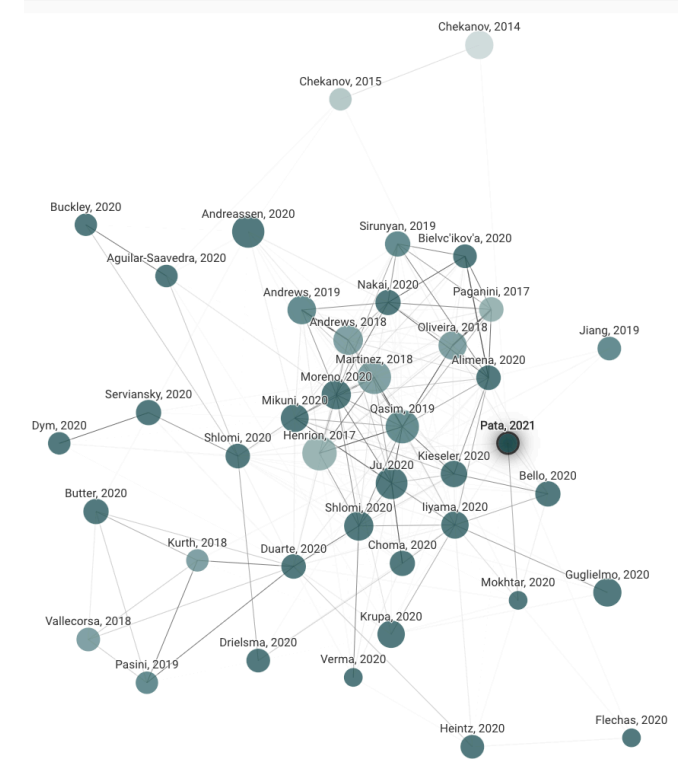 Chekanov, 2014
Chekanov, 2015
Buckley, 2020
Andreassen, 2020
Sirunyan, 2019
Bielvc'ikov'a, 2020
Aguilar-Saavedra, 2020
Nakai, 2020
Andrews, 2019
Paganini, 2017
Andrews, 2018
Oliveira, 2018
Jiang, 2019
Martinez, 2018
Alimena, 2020
Moreno, 2020
Serviansky, 2020
Mikuni, 2020
Qasim, 2019
Dym, 2020
Pata, 2021
Shlomi, 2020
Henrion, 2017
Kieseler, 2020
Ju, 2020
Bello, 2020
Butter, 2020
Shlomi, 2020
Iiyama, 2020
Kurth, 2018
Duarte, 2020
Choma, 2020
Mokhtar, 2020
Guglielmo, 2020
Vallecorsa, 2018
Krupa, 2020
Drielsma, 2020
Pasini, 2019
Verma, 2020
Heintz, 2020
Flechas, 2020